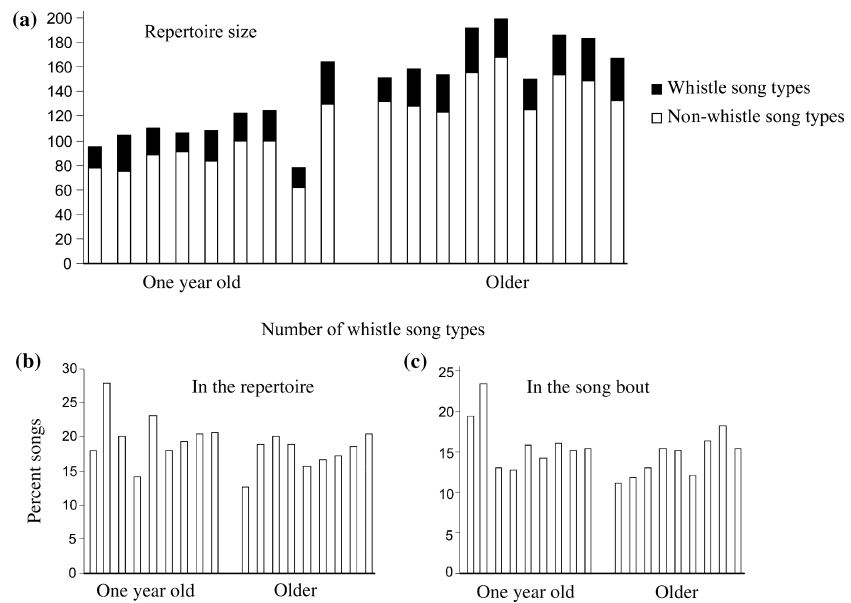 (a)
Repertoire size
200
180
160
140
120
100
80
60
40
20
0
Whistle song types
Non-whistle song types
One year old
Older
Number of whistle song types
(b)
In the repertoire
Percent songs
30
25
20
15
10
5
0
One year old
Older
(c)
In the song bout
25
20
15
10
5
0
One year old
Older